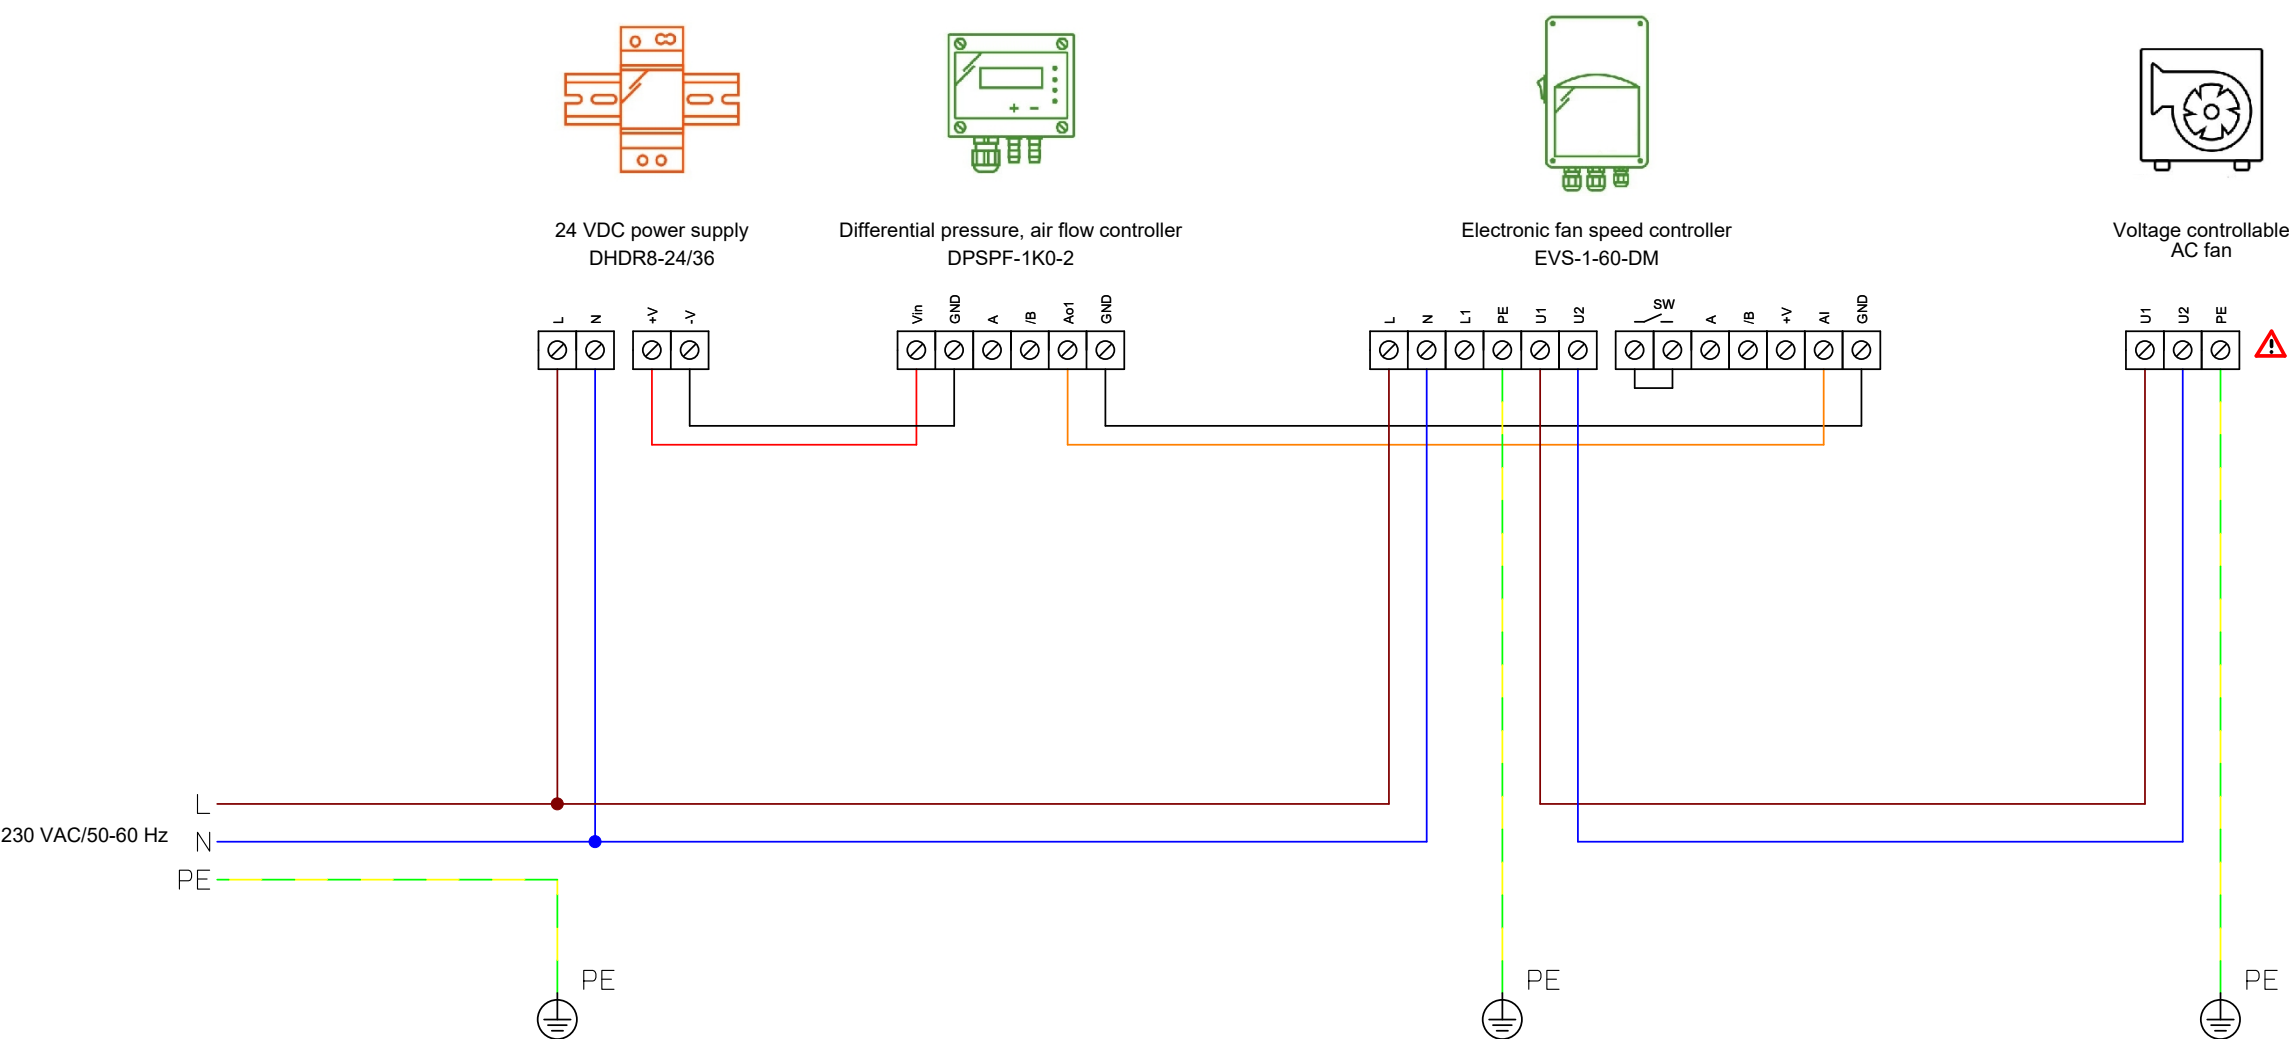 24 VDC power supply
DHDR8-24/36
Differential pressure, air flow controller
DPSPF-1K0-2
Electronic fan speed controller
EVS-1-60-DM
Voltage controllable
AC fan
L N +V -V
Vin GND A /B Ao1 GND
L N L1 PE U1 U2 SW A /B +V AI GND
U1 U2 PE
L
230 VAC/50-60 Hz N
PE
PE
PE
PE